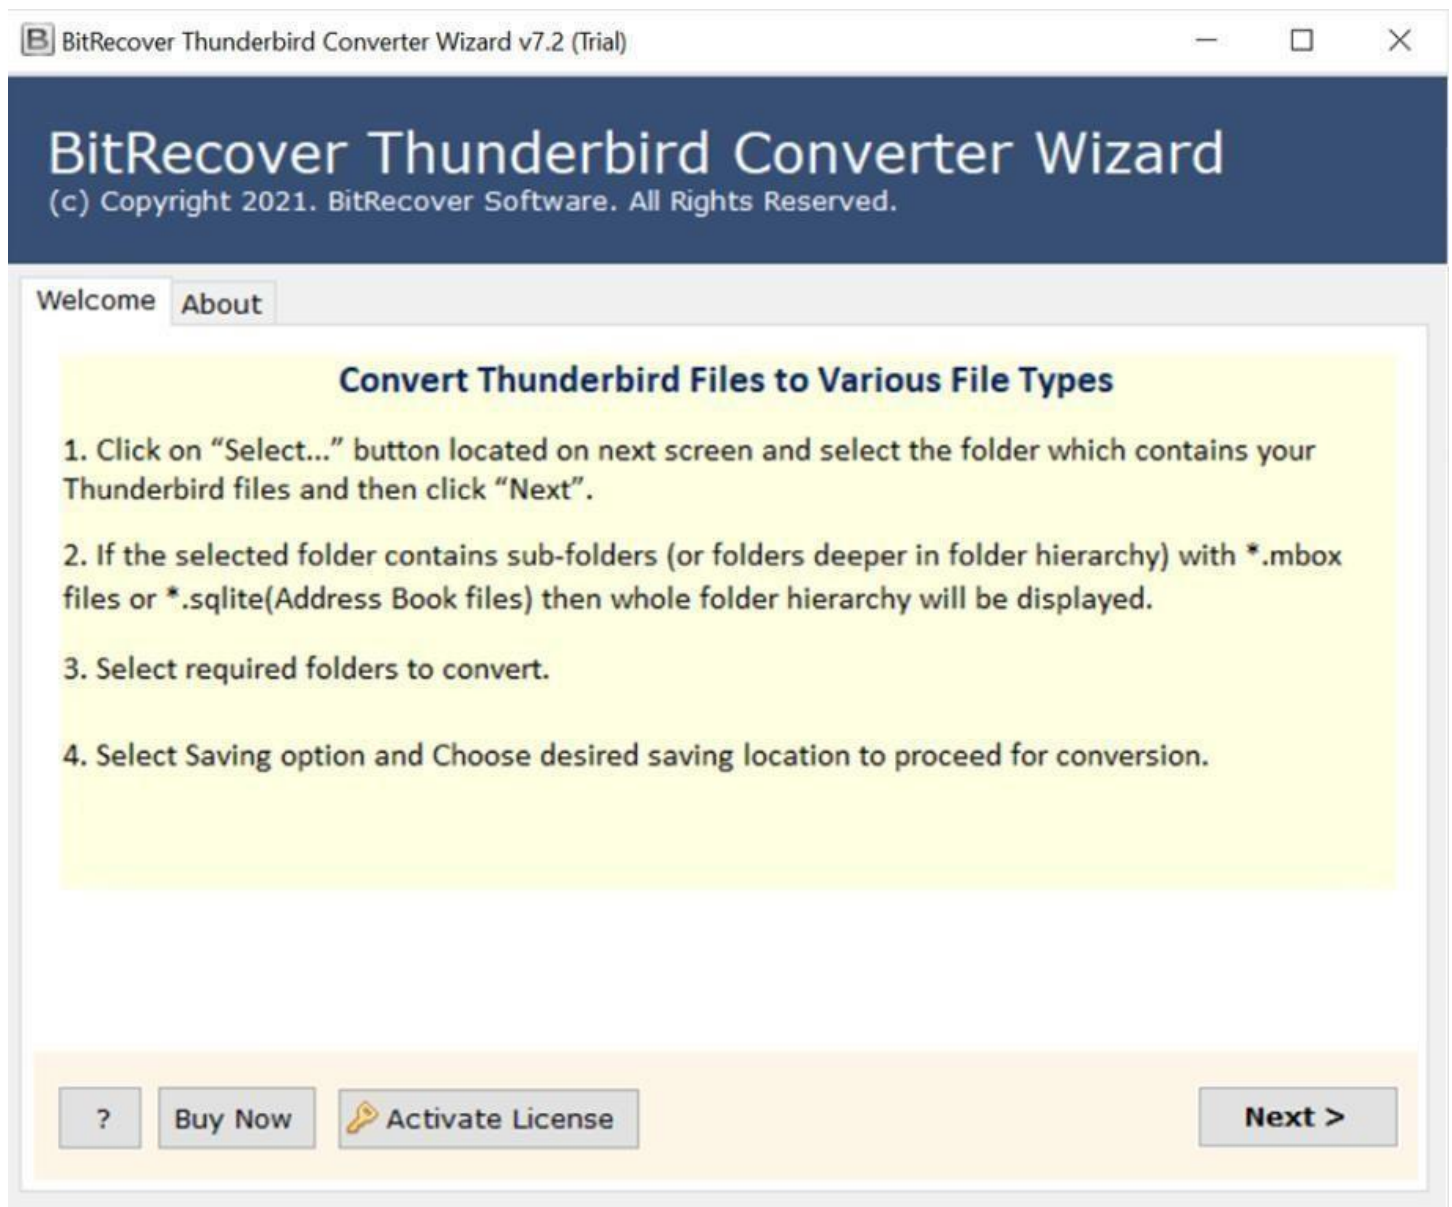 BitRecover Thunderbird Converter Wizard v7.2 (Trial)
BitRecover Thunderbird Converter Wizard
(c) Copyright 2021. BitRecover Software. All Rights Reserved.
Welcome About
Convert Thunderbird Files to Various File Types
1. Click on “Select...” button located on next screen and select the folder which contains your
Thunderbird files and then click “Next”.
2. If the selected folder contains sub-folders (or folders deeper in folder hierarchy) with *.mbox
files or *.sqlite(Address Book files) then whole folder hierarchy will be displayed.
3. Select required folders to convert.
4. Select Saving option and Choose desired saving location to proceed for conversion.
? Buy Now Activate License Next >